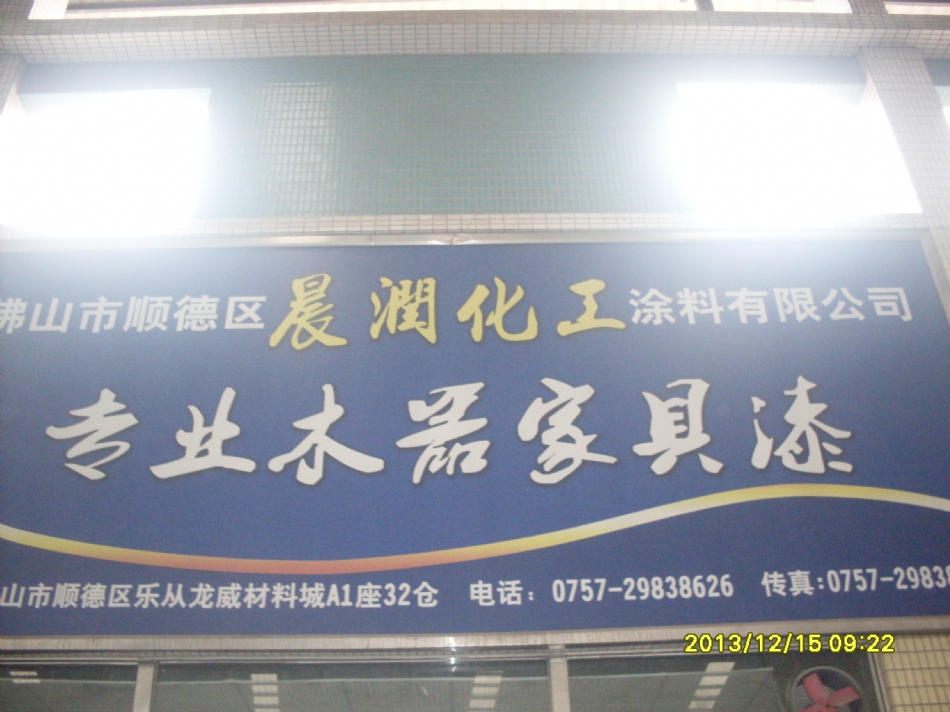 佛山市顺德区晨潤化工涂料有限公司
专业木器家具漆
山市顺德区乐从龙威材料城A1座32仓 电话：0757-29838626 传真:0757-2983
2013/12/15 09:22